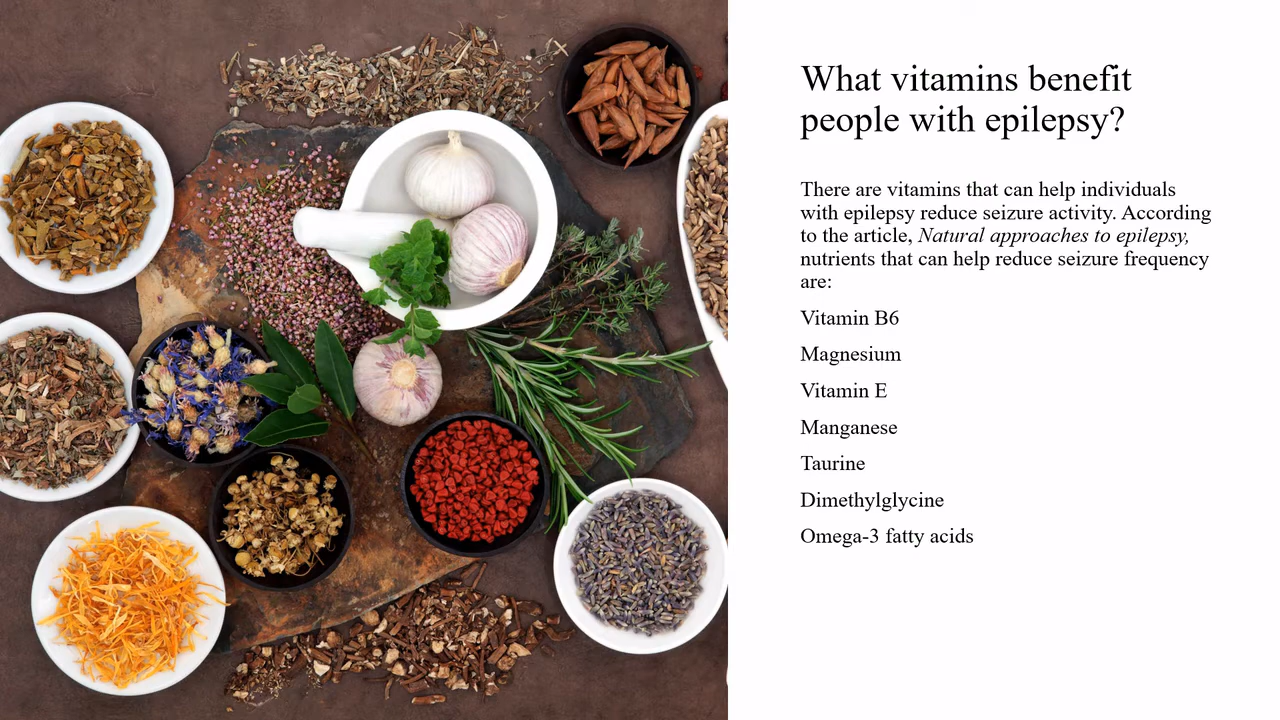 What vitamins benefit
people with epilepsy?
There are vitamins that can help individuals
with epilepsy reduce seizure activity. According
to the article, Natural approaches to epilepsy,
nutrients that can help reduce seizure frequency
are:
Vitamin B6
Magnesium
Vitamin E
Manganese
Taurine
Dimethylglycine
Omega-3 fatty acids